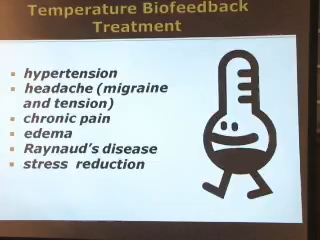 Temperature Biofeedback
Treatment
hypertension
headache (migraine
and tension)
chronic pain
edema
Raynaud's disease
stress reduction